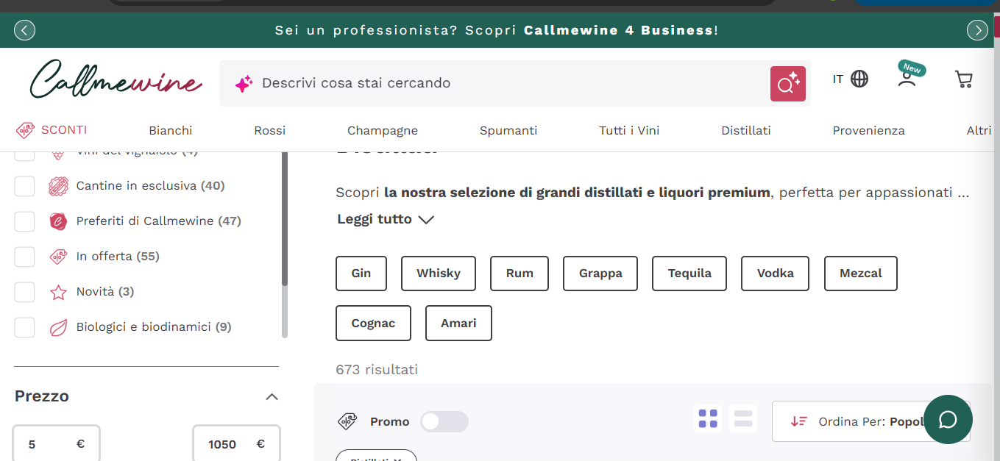 Sei un professionista? Scopri Callmewine 4 Business!
Callmewine
Descrivi cosa stai cercando
IT
New
SCONTI
Bianchi
Rossi
Champagne
Spumanti
Tutti i Vini
Distillati
Provenienza
Altri
Vini del vignaiolo (4)
Cantine in esclusiva (40)
Preferiti di Callmewine (47)
In offerta (55)
Novità (3)
Biologici e biodinamici (9)
Prezzo
5 €
1050 €
Distillati
Scopri la nostra selezione di grandi distillati e liquori premium, perfetta per appassionati ...
Leggi tutto
Gin
Whisky
Rum
Grappa
Tequila
Vodka
Mezcal
Cognac
Amari
673 risultati
Promo
Ordina Per: Popol
Distillati X